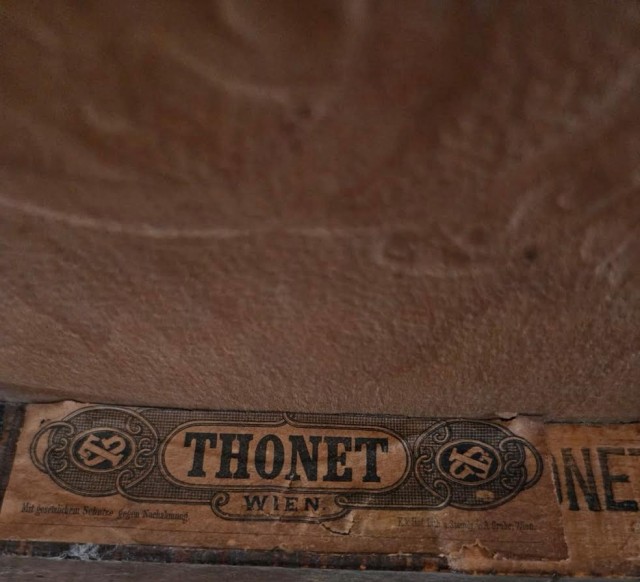 THONET
WIEN.
Mit gesetzlichem Schutze gegen Nachahmung.
NET